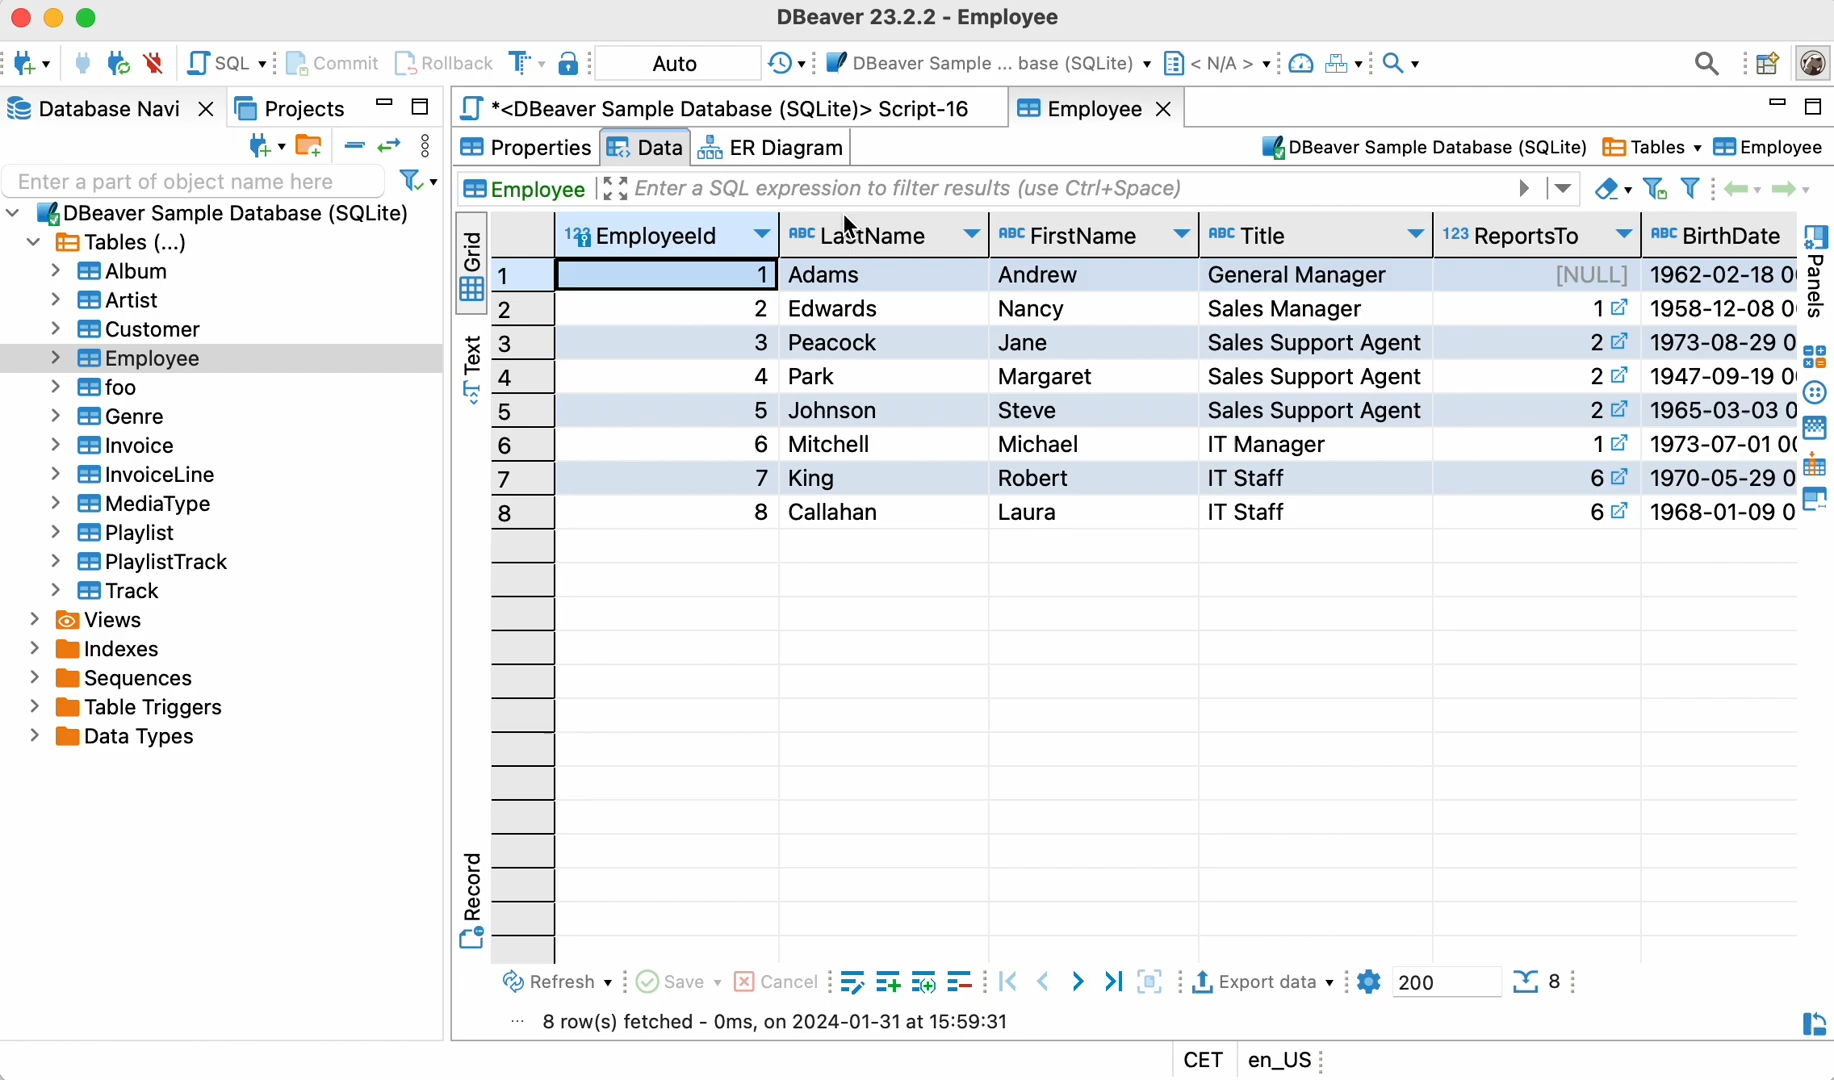 DBeaver 23.2.2 - Employee
SQL Commit Rollback Auto DBeaver Sample ... base (SQLite) < N/A >
Database Navi Projects
*<DBeaver Sample Database (SQLite)> Script-16 Employee
Properties Data ER Diagram DBeaver Sample Database (SQLite) Tables Employee
Enter a part of object name here
Employee Enter a SQL expression to filter results (use Ctrl+Space)
DBeaver Sample Database (SQLite)
Tables (...)
Album
Artist
Customer
Employee
foo
Genre
Invoice
InvoiceLine
MediaType
Playlist
PlaylistTrack
Track
Views
Indexes
Sequences
Table Triggers
Data Types
Grid
Text
Record
123 EmployeeId ABC LastName ABC FirstName ABC Title 123 ReportsTo ABC BirthDate
1 1 Adams Andrew General Manager [NULL] 1962-02-18 0
2 2 Edwards Nancy Sales Manager 1 1958-12-08 0
3 3 Peacock Jane Sales Support Agent 2 1973-08-29 0
4 4 Park Margaret Sales Support Agent 2 1947-09-19 0
5 5 Johnson Steve Sales Support Agent 2 1965-03-03 0
6 6 Mitchell Michael IT Manager 1 1973-07-01 0
7 7 King Robert IT Staff 6 1970-05-29 0
8 8 Callahan Laura IT Staff 6 1968-01-09 0
Panels
Refresh Save Cancel Export data 200 8
... 8 row(s) fetched - 0ms, on 2024-01-31 at 15:59:31
CET en_US